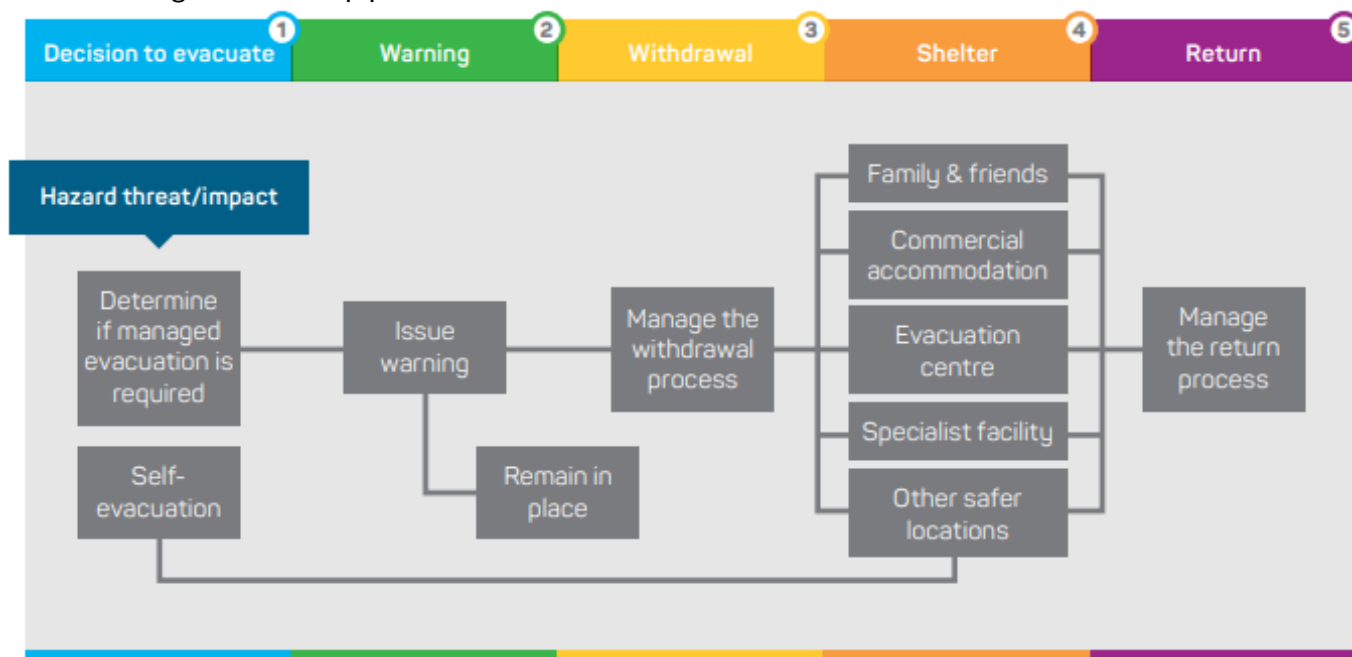 1 2 3 4 5
Decision to evacuate Warning Withdrawal Shelter Return
Hazard threat/impact
Determine
if managed
evacuation is
required
Self-
evacuation
Issue
warning
Remain in
place
Manage the
withdrawal
process
Family & friends
Commercial
accommodation
Evacuation
centre
Specialist facility
Other safer
locations
Manage
the return
process